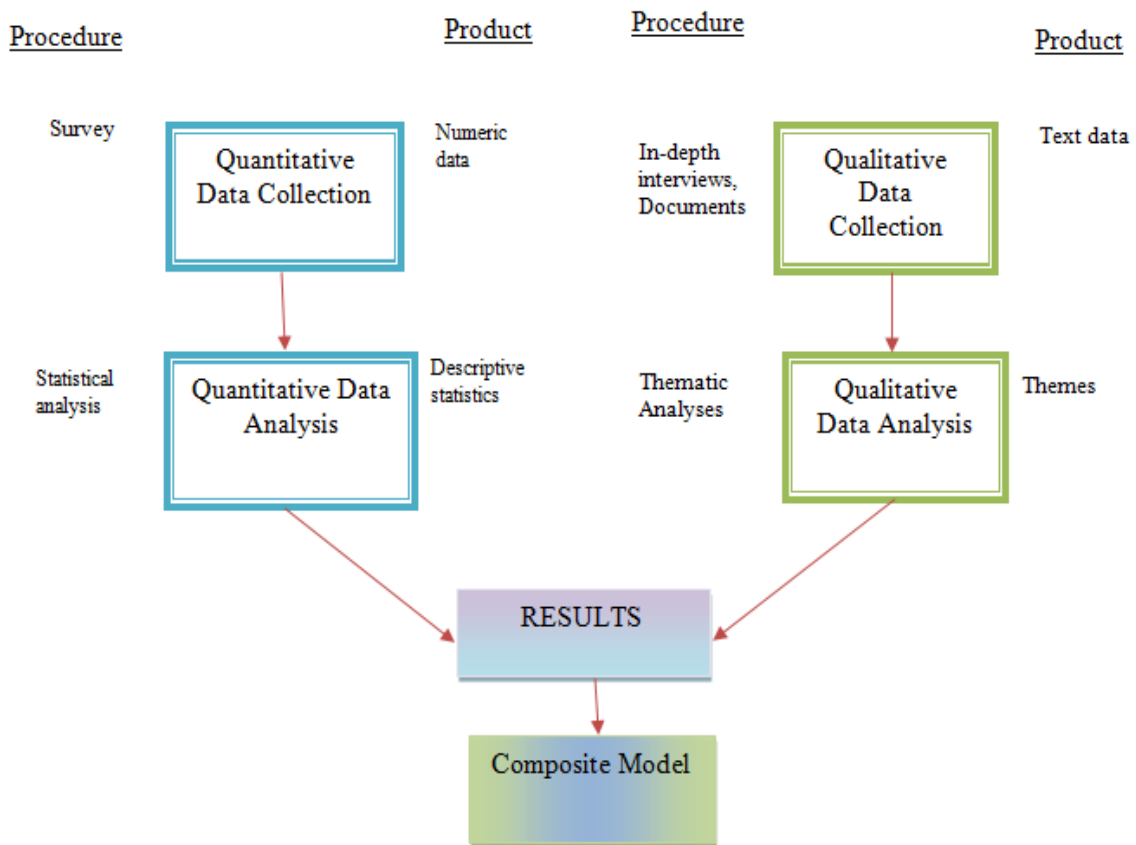 Procedure
Product
Procedure
Product
Survey
Quantitative
Data Collection
Numeric
data
In-depth
interviews,
Documents
Qualitative
Data
Collection
Text data
Statistical
analysis
Quantitative Data
Analysis
Descriptive
statistics
Thematic
Analyses
Qualitative
Data Analysis
Themes
RESULTS
Composite Model